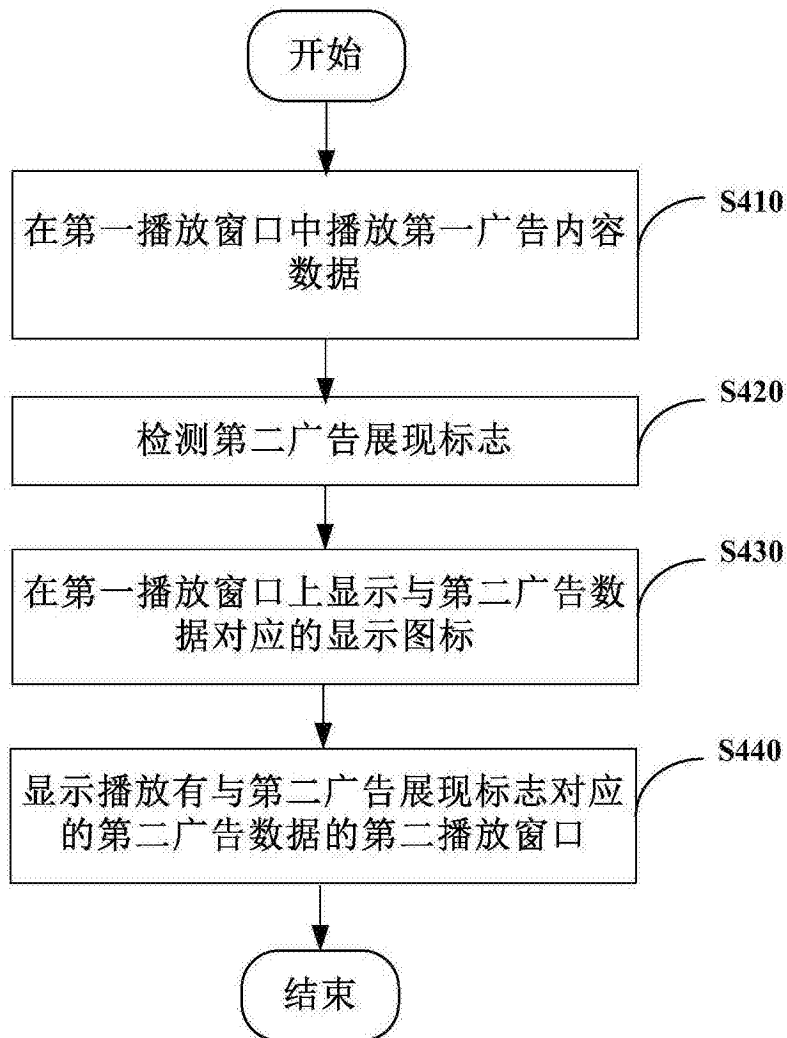 开始
在第一播放窗口中播放第一广告内容
数据
S410
检测第二广告展现标志
S420
在第一播放窗口上显示与第二广告数
据对应的显示图标
S430
显示播放有与第二广告展现标志对应
的第二广告数据的第二播放窗口
S440
结束